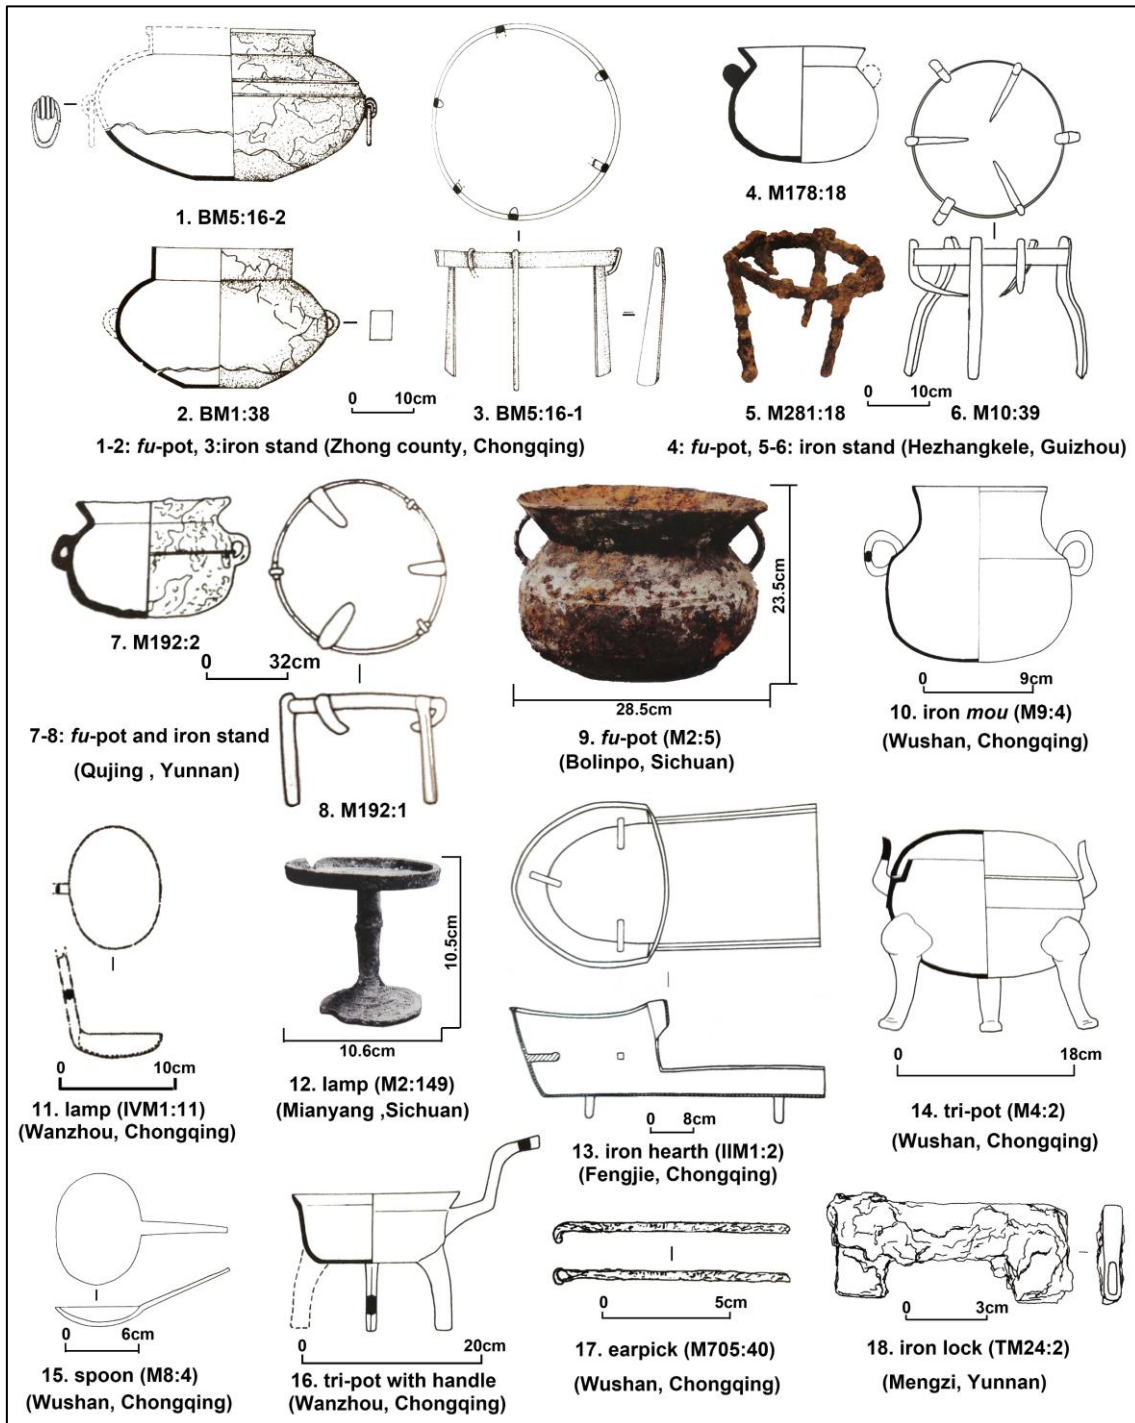 1. BM5:16-2
2. BM1:38
0 10cm
3. BM5:16-1
1-2: fu-pot, 3:iron stand (Zhong county, Chongqing)
4. M178:18
5. M281:18
0 10cm
6. M10:39
4: fu-pot, 5-6: iron stand (Hezhangkele, Guizhou)
7. M192:2
0 32cm
7-8: fu-pot and iron stand
(Qujing , Yunnan)
8. M192:1
23.5cm
28.5cm
9. fu-pot (M2:5)
(Bolinpo, Sichuan)
0 9cm
10. iron mou (M9:4)
(Wushan, Chongqing)
0 10cm
11. lamp (IVM1:11)
(Wanzhou, Chongqing)
10.5cm
10.6cm
12. lamp (M2:149)
(Mianyang ,Sichuan)
0 8cm
13. iron hearth (IIM1:2)
(Fengjie, Chongqing)
0 18cm
14. tri-pot (M4:2)
(Wushan, Chongqing)
0 6cm
15. spoon (M8:4)
(Wushan, Chongqing)
0 20cm
16. tri-pot with handle
(Wanzhou, Chongqing)
0 5cm
17. earpick (M705:40)
(Wushan, Chongqing)
0 3cm
18. iron lock (TM24:2)
(Mengzi, Yunnan)